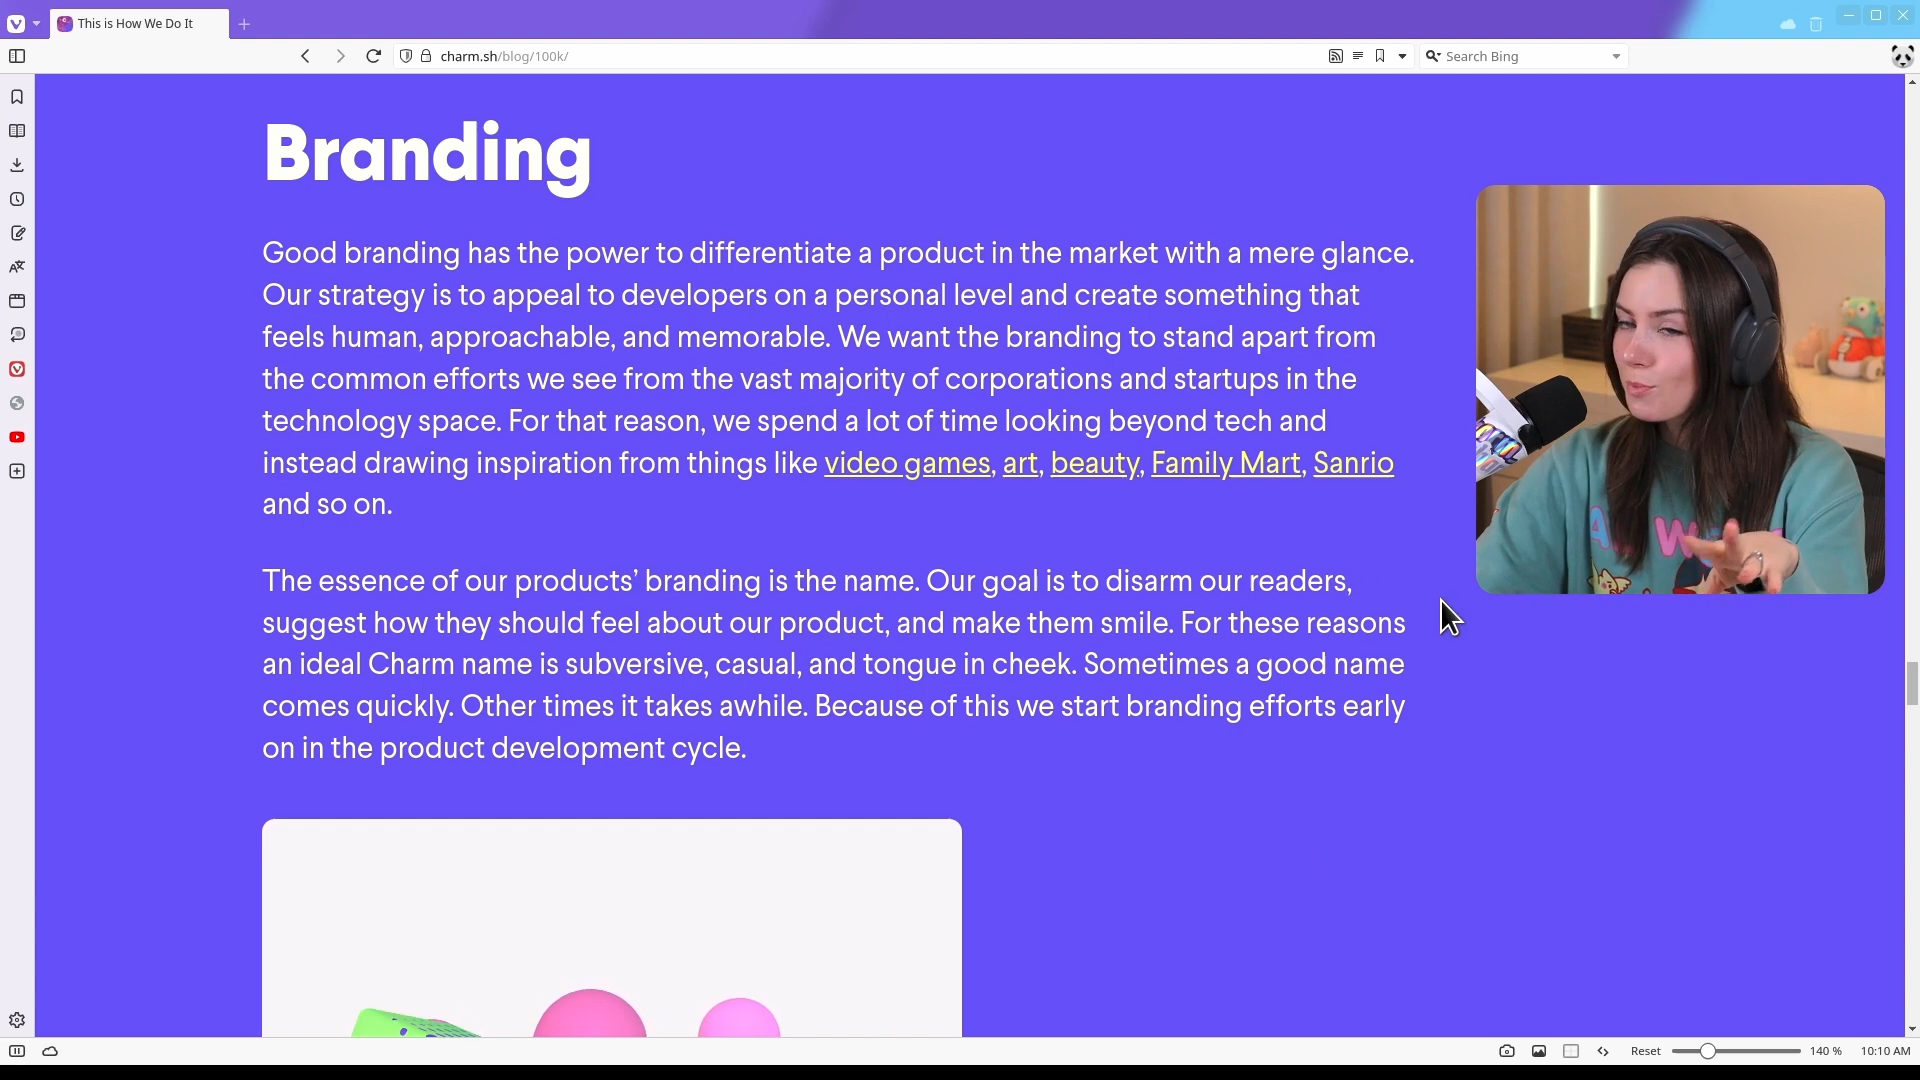 This is How We Do It
charm.sh/blog/100k/
Search Bing
Branding
Good branding has the power to differentiate a product in the market with a mere glance.
Our strategy is to appeal to developers on a personal level and create something that
feels human, approachable, and memorable. We want the branding to stand apart from
the common efforts we see from the vast majority of corporations and startups in the
technology space. For that reason, we spend a lot of time looking beyond tech and
instead drawing inspiration from things like video games, art, beauty, Family Mart, Sanrio
and so on.
The essence of our products’ branding is the name. Our goal is to disarm our readers,
suggest how they should feel about our product, and make them smile. For these reasons
an ideal Charm name is subversive, casual, and tongue in cheek. Sometimes a good name
comes quickly. Other times it takes awhile. Because of this we start branding efforts early
on in the product development cycle.
Reset
140 %
10:10 AM